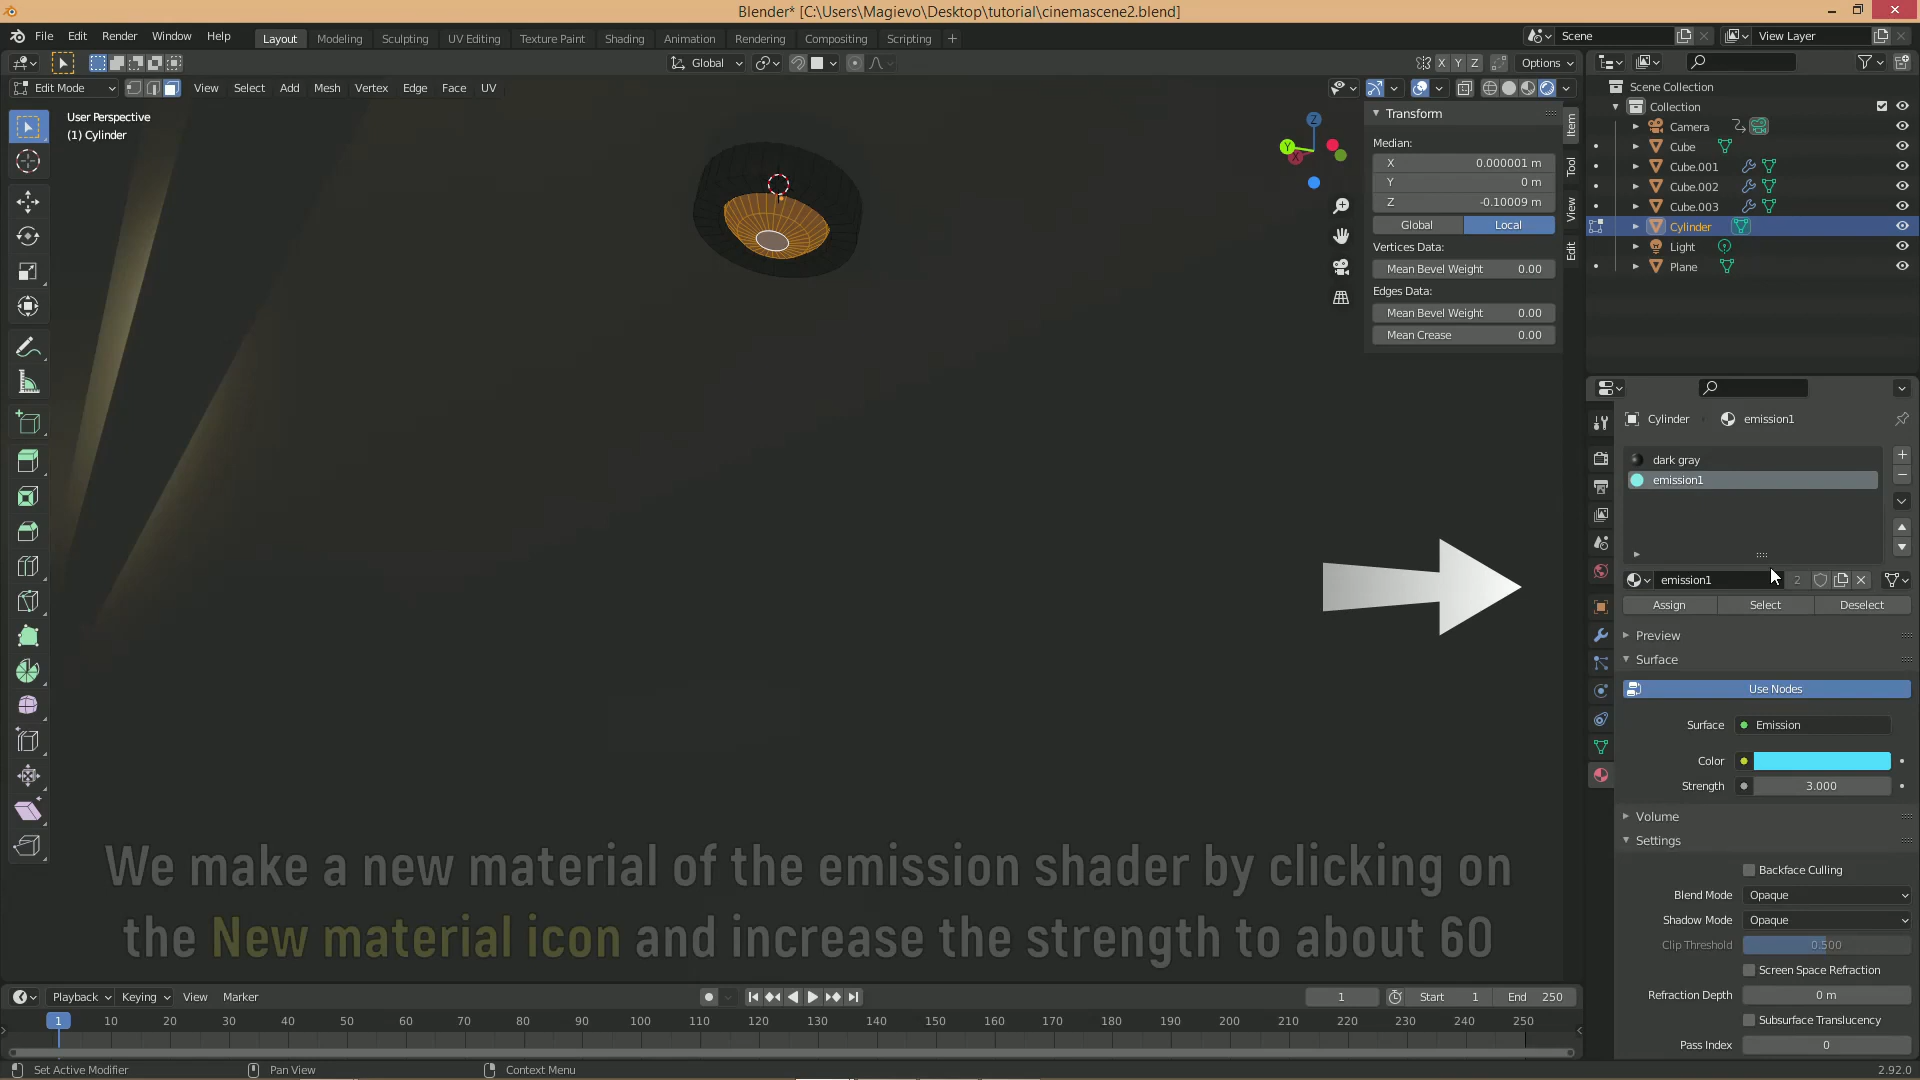 Blender* [C:\Users\Magievo\Desktop\tutorial\cinemascene2.blend]
File Edit Render Window Help
Layout Modeling Sculpting UV Editing Texture Paint Shading Animation Rendering Compositing Scripting +
Scene
View Layer
Global
X Y Z
Options
Edit Mode
View Select Add Mesh Vertex Edge Face UV
User Perspective
(1) Cylinder
Z
Y
X
Transform
Median:
X 0.000001 m
Y 0 m
Z -0.10009 m
Global Local
Vertices Data:
Mean Bevel Weight 0.00
Edges Data:
Mean Bevel Weight 0.00
Mean Crease 0.00
Item
Tool
View
Edit
Scene Collection
Collection
Camera
Cube
Cube.001
Cube.002
Cube.003
Cylinder
Light
Plane
Cylinder emission1
dark gray
emission1
emission1 2
Assign Select Deselect
Preview
Surface
Use Nodes
Surface Emission
Color
Strength 3.000
Volume
Settings
Backface Culling
Blend Mode Opaque
Shadow Mode Opaque
Clip Threshold 0.500
Screen Space Refraction
Refraction Depth 0 m
Subsurface Translucency
Pass Index 0
We make a new material of the emission shader by clicking on
the New material icon and increase the strength to about 60
Playback Keying View Marker
1 Start 1 End 250
1 10 20 30 40 50 60 70 80 90 100 110 120 130 140 150 160 170 180 190 200 210 220 230 240 250
Set Active Modifier Pan View Context Menu 2.92.0